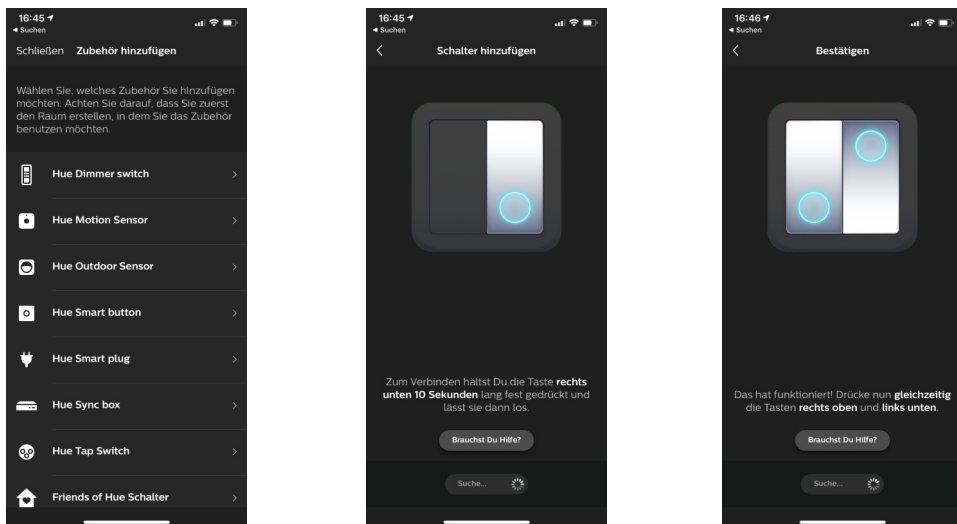 16:45
◄ Suchen
Schließen Zubehör hinzufügen
Wählen Sie, welches Zubehör Sie hinzufügen
möchten. Achten Sie darauf, dass Sie zuerst
den Raum erstellen, in dem Sie das Zubehör
benutzen möchten.
Hue Dimmer switch
Hue Motion Sensor
Hue Outdoor Sensor
Hue Smart button
Hue Smart plug
Hue Sync box
Hue Tap Switch
Friends of Hue Schalter
16:45
◄ Suchen
Schalter hinzufügen
Zum Verbinden hältst Du die Taste rechts
unten 10 Sekunden lang fest gedrückt und
lässt sie dann los.
Brauchst Du Hilfe?
Suche...
16:46
◄ Suchen
Bestätigen
Das hat funktioniert! Drücke nun gleichzeitig
die Tasten rechts oben und links unten.
Brauchst Du Hilfe?
Suche...